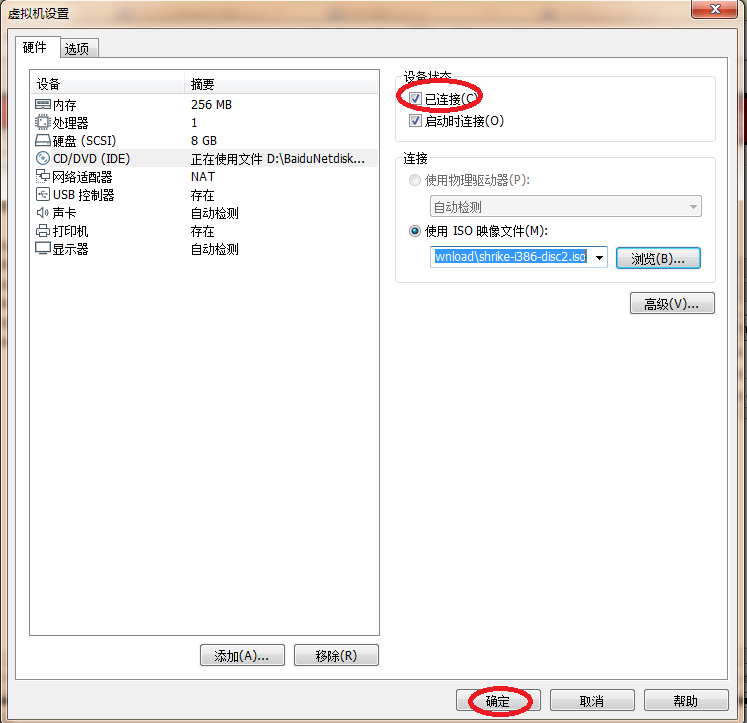 虚拟机设置
硬件 选项
设备 摘要
内存 256 MB
处理器 1
硬盘 (SCSI) 8 GB
CD/DVD (IDE) 正在使用文件 D:\BaiduNetdisk...
网络适配器 NAT
USB 控制器 存在
声卡 自动检测
打印机 存在
显示器 自动检测
添加(A)... 移除(R)
设备状态
已连接(C)
启动时连接(O)
连接
使用物理驱动器(P):
自动检测
使用 ISO 映像文件(M):
wnload\shrike-i386-disc2.iso 浏览(B)...
高级(V)...
确定 取消 帮助